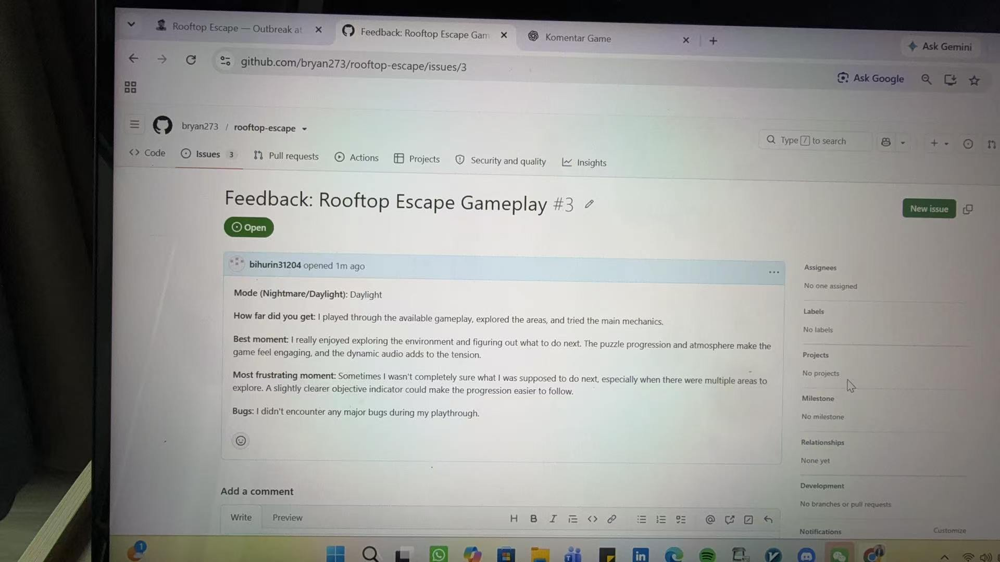 Rooftop Escape — Outbreak at
Feedback: Rooftop Escape Gam
Komentar Game
Ask Gemini
github.com/bryan273/rooftop-escape/issues/3
Ask Google
bryan273 / rooftop-escape
Type / to search
Code
Issues 3
Pull requests
Actions
Projects
Security and quality
Insights
Feedback: Rooftop Escape Gameplay #3
New issue
Open
bihurin31204 opened 1m ago
Mode (Nightmare/Daylight): Daylight
How far did you get: I played through the available gameplay, explored the areas, and tried the main mechanics.
Best moment: I really enjoyed exploring the environment and figuring out what to do next. The puzzle progression and atmosphere make the
game feel engaging, and the dynamic audio adds to the tension.
Most frustrating moment: Sometimes I wasn't completely sure what I was supposed to do next, especially when there were multiple areas to
explore. A slightly clearer objective indicator could make the progression easier to follow.
Bugs: I didn't encounter any major bugs during my playthrough.
Assignees
No one assigned
Labels
No labels
Projects
No projects
Milestone
No milestone
Relationships
None yet
Development
No branches or pull requests
Notifications
Customize
Add a comment
Write
Preview
H B I
1
in